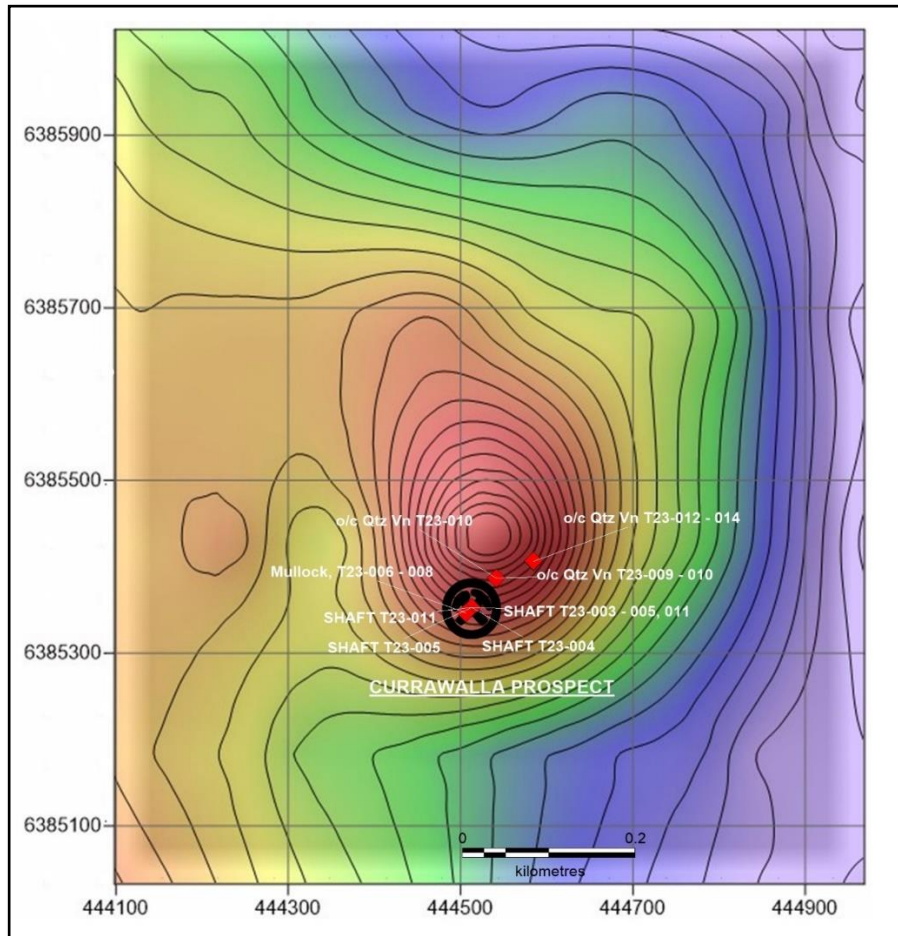 6385900
6385700
6385500
o/c Qtz Vn T23-010
o/c Qtz Vn T23-012 - 014
Mullock, T23-006 - 008
o/c Qtz Vn T23-009 - 010
SHAFT T23-011
SHAFT T23-003 - 005, 011
SHAFT T23-005
SHAFT T23-004
6385300
CURRAWALLA PROSPECT
6385100
0
0.2
kilometres
444100
444300
444500
444700
444900